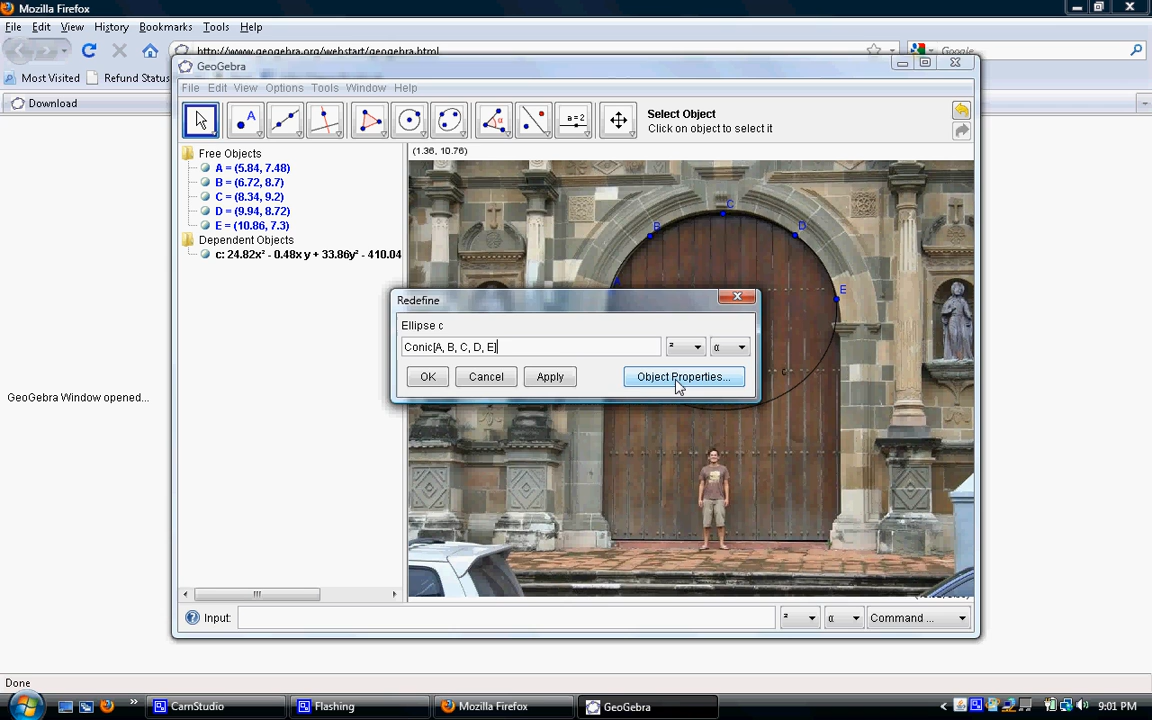 Mozilla Firefox
File Edit View History Bookmarks Tools Help
http://www.geogebra.org/webstart/geogebra.html
Google
Most Visited Refund Status
Download
GeoGebra
File Edit View Options Tools Window Help
A
α
a=2
Select Object
Click on object to select it
(1.36, 10.76)
Free Objects
A = (5.84, 7.48)
B = (6.72, 8.7)
C = (8.34, 9.2)
D = (9.94, 8.72)
E = (10.86, 7.3)
Dependent Objects
c: 24.82x² - 0.48x y + 33.86y² - 410.04
B
C
D
A
E
c
Redefine
Ellipse c
Conic[A, B, C, D, E]
² α
OK Cancel Apply Object Properties...
GeoGebra Window opened...
Input: ² α Command ...
Done
CamStudio Flashing Mozilla Firefox GeoGebra 9:01 PM